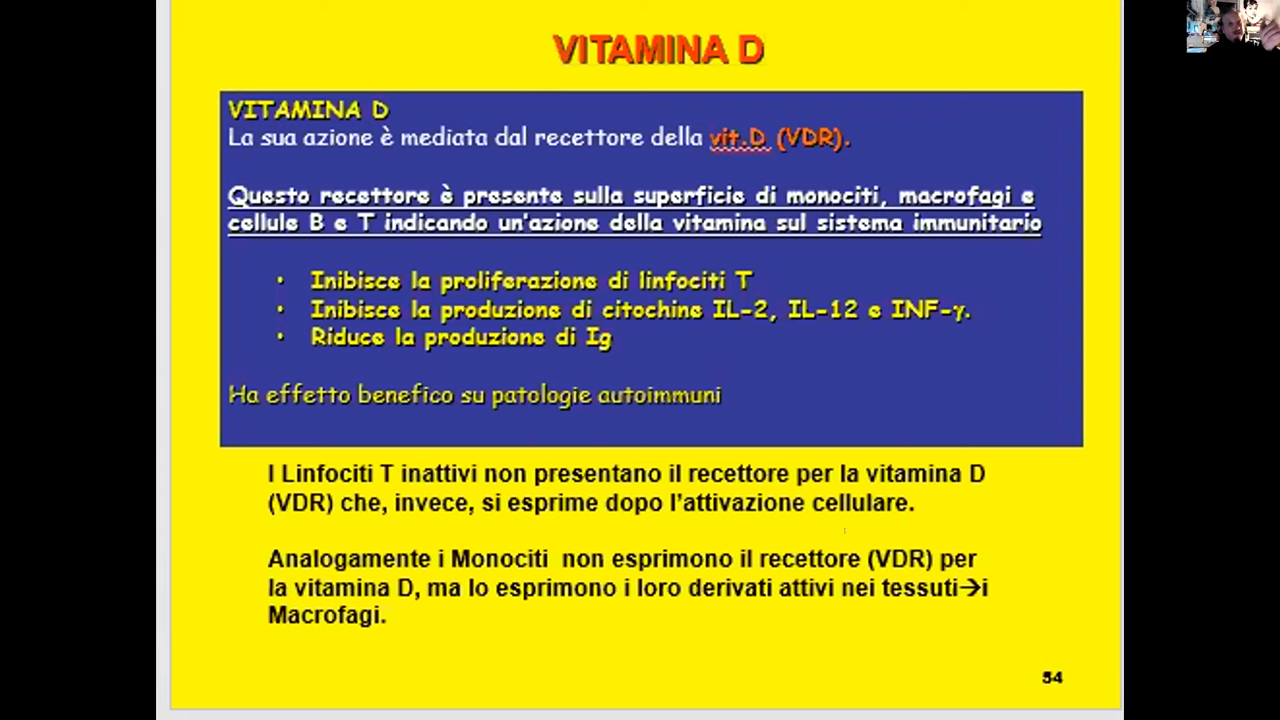 VITAMINA D
VITAMINA D
La sua azione è mediata dal recettore della vit.D (VDR).
Questo recettore è presente sulla superficie di monociti, macrofagi e
cellule B e T indicando un'azione della vitamina sul sistema immunitario
• Inibisce la proliferazione di linfociti T
• Inibisce la produzione di citochine IL-2, IL-12 e INF-γ.
• Riduce la produzione di Ig
Ha effetto benefico su patologie autoimmuni
I Linfociti T inattivi non presentano il recettore per la vitamina D
(VDR) che, invece, si esprime dopo l'attivazione cellulare.
Analogamente i Monociti non esprimono il recettore (VDR) per
la vitamina D, ma lo esprimono i loro derivati attivi nei tessuti→i
Macrofagi.
54